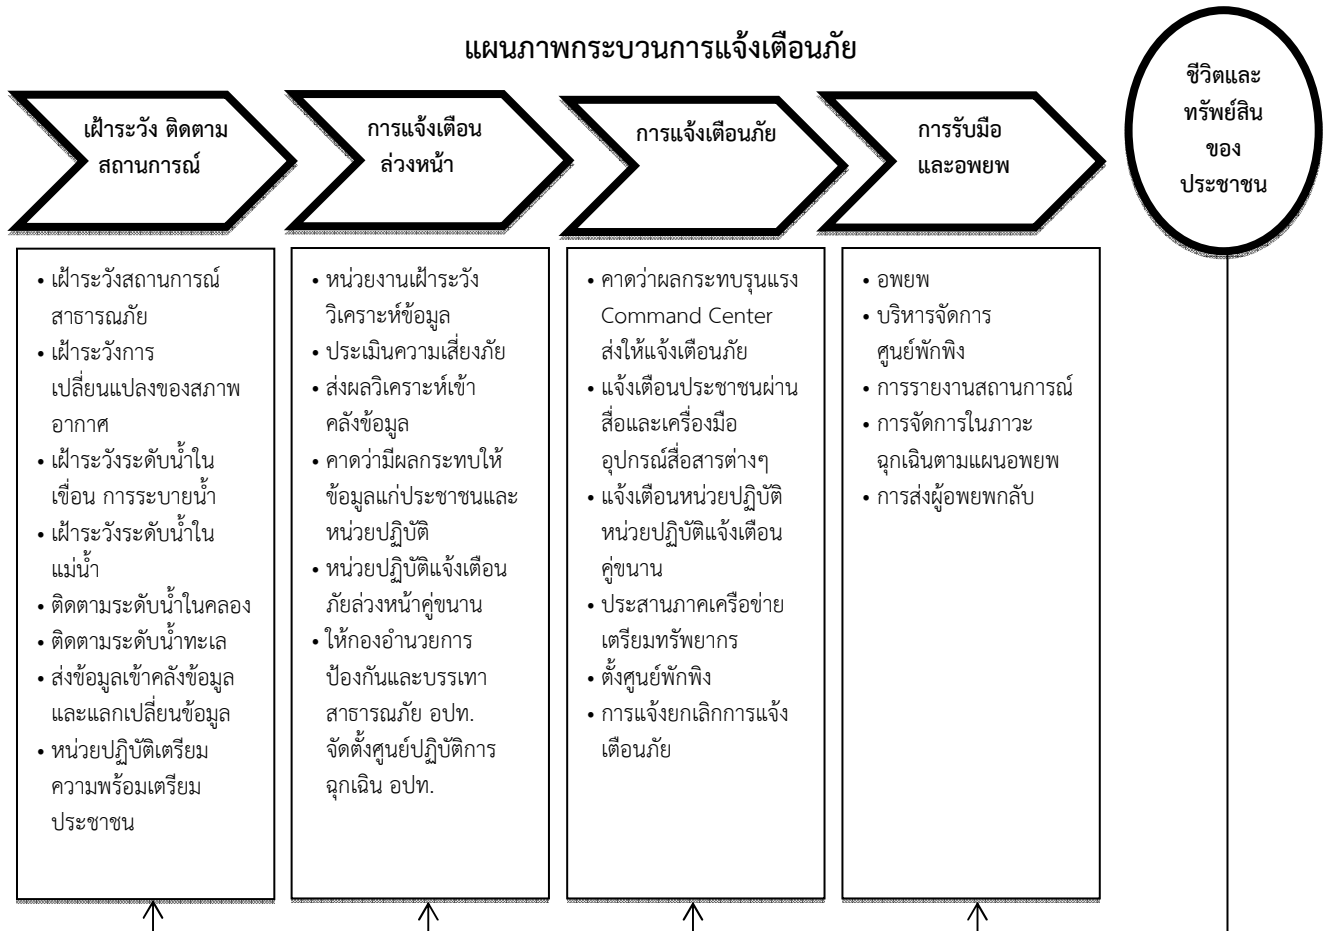 แผนภาพกระบวนการแจ้งเตือนภัย
เฝ้าระวัง ติดตาม
สถานการณ์
การแจ้งเตือน
ล่วงหน้า
การแจ้งเตือนภัย
การรับมือ
และอพยพ
ชีวิตและ
ทรัพย์สิน
ของ
ประชาชน
• เฝ้าระวังสถานการณ์
สาธารณภัย
• เฝ้าระวังการ
เปลี่ยนแปลงของสภาพ
อากาศ
• เฝ้าระวังระดับน้ำใน
เขื่อน การระบายน้ำ
• เฝ้าระวังระดับน้ำใน
แม่น้ำ
• ติดตามระดับน้ำในคลอง
• ติดตามระดับน้ำทะเล
• ส่งข้อมูลเข้าคลังข้อมูล
และแลกเปลี่ยนข้อมูล
• หน่วยปฏิบัติเตรียม
ความพร้อมเตรียม
ประชาชน
• หน่วยงานเฝ้าระวัง
วิเคราะห์ข้อมูล
• ประเมินความเสี่ยงภัย
• ส่งผลวิเคราะห์เข้า
คลังข้อมูล
• คาดว่ามีผลกระทบให้
ข้อมูลแก่ประชาชนและ
หน่วยปฏิบัติ
• หน่วยปฏิบัติแจ้งเตือน
ภัยล่วงหน้าคู่ขนาน
• ให้กองอำนวยการ
ป้องกันและบรรเทา
สาธารณภัย อปท.
จัดตั้งศูนย์ปฏิบัติการ
ฉุกเฉิน อปท.
• คาดว่าผลกระทบรุนแรง
Command Center
ส่งให้แจ้งเตือนภัย
• แจ้งเตือนประชาชนผ่าน
สื่อและเครื่องมือ
อุปกรณ์สื่อสารต่างๆ
• แจ้งเตือนหน่วยปฏิบัติ
หน่วยปฏิบัติแจ้งเตือน
คู่ขนาน
• ประสานภาคเครือข่าย
เตรียมทรัพยากร
• ตั้งศูนย์พักพิง
• การแจ้งยกเลิกการแจ้ง
เตือนภัย
• อพยพ
• บริหารจัดการ
ศูนย์พักพิง
• การรายงานสถานการณ์
• การจัดการในภาวะ
ฉุกเฉินตามแผนอพยพ
• การส่งผู้อพยพกลับ